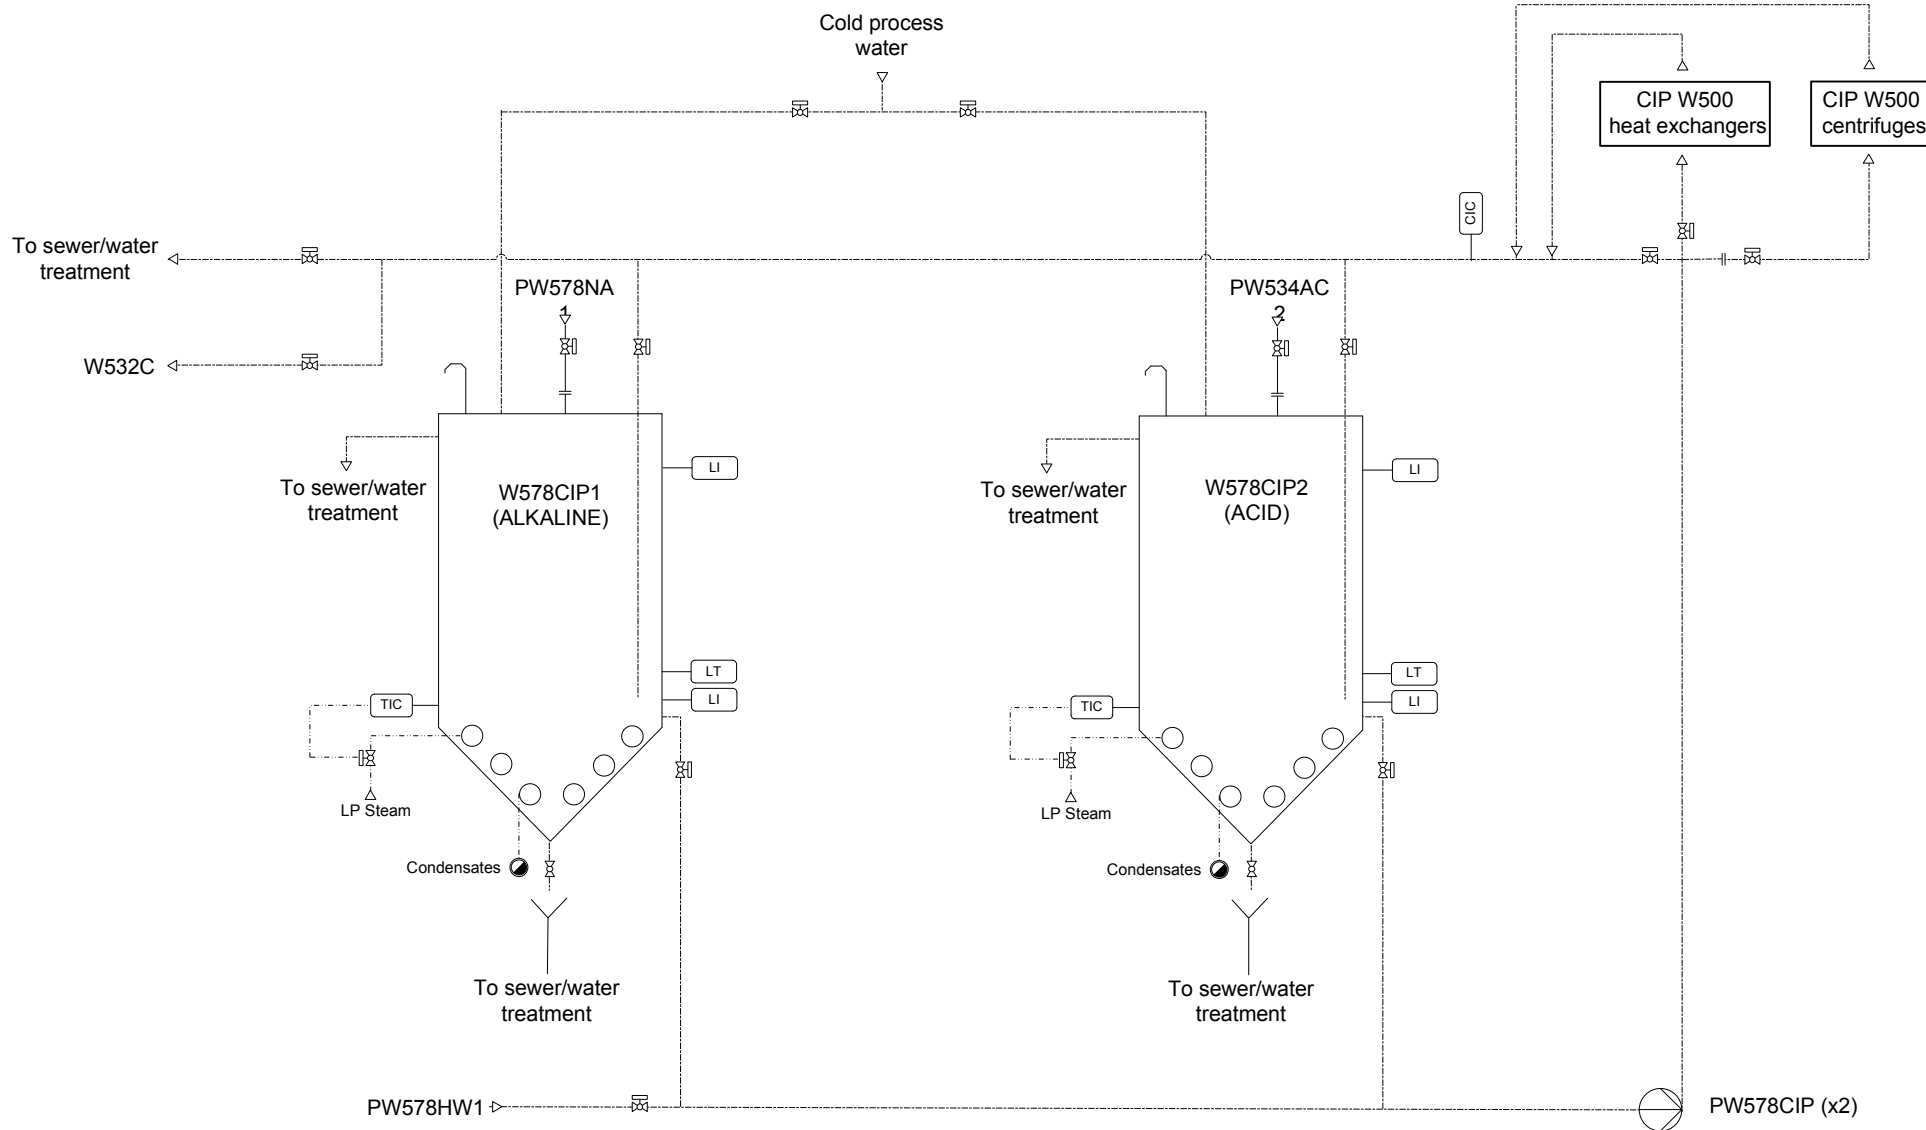 Cold process
water
CIP W500
heat exchangers
CIP W500
centrifuges
CIC
To sewer/water
treatment
PW578NA
1
PW534AC
2
W532C
LI
LI
To sewer/water
treatment
W578CIP1
(ALKALINE)
To sewer/water
treatment
W578CIP2
(ACID)
LT
LI
LT
LI
TIC
TIC
LP Steam
LP Steam
Condensates
Condensates
To sewer/water
treatment
To sewer/water
treatment
PW578HW1
PW578CIP (x2)